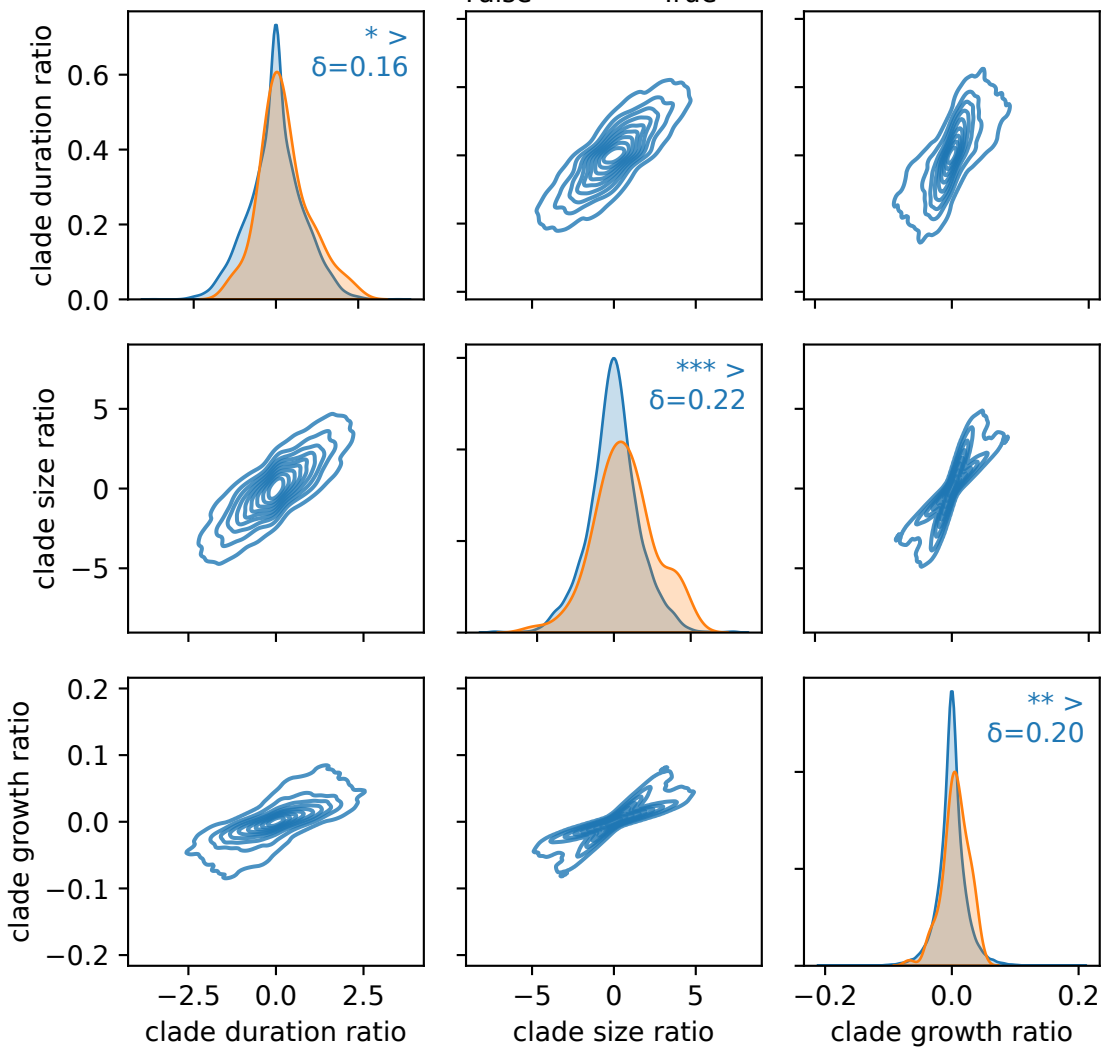 clade duration ratio
0.6
0.4
0.2
0.0
* >
δ=0.16
clade size ratio
5
0
−5
*** >
δ=0.22
clade growth ratio
0.2
0.1
0.0
−0.1
−0.2
** >
δ=0.20
−2.5 0.0 2.5
−5 0 5
−0.2 0.0 0.2
clade duration ratio
clade size ratio
clade growth ratio